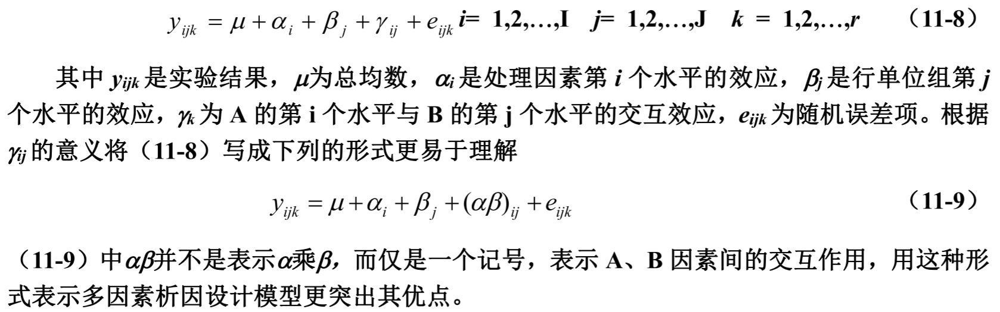 y_{ijk} = μ + α_i + β_j + γ_{ij} + e_{ijk} i= 1,2,…,I j= 1,2,…,J k = 1,2,…,r （11-8）
其中 y_{ijk} 是实验结果，μ为总均数，α_i 是处理因素第 i 个水平的效应，β_j 是行单位组第 j
个水平的效应，γ_k 为 A 的第 i 个水平与 B 的第 j 个水平的交互效应，e_{ijk} 为随机误差项。根据
γ_{ij} 的意义将（11-8）写成下列的形式更易于理解
y_{ijk} = μ + α_i + β_j + (αβ)_{ij} + e_{ijk} （11-9）
（11-9）中αβ并不是表示α乘β，而仅是一个记号，表示 A、B 因素间的交互作用，用这种形
式表示多因素析因设计模型更突出其优点。